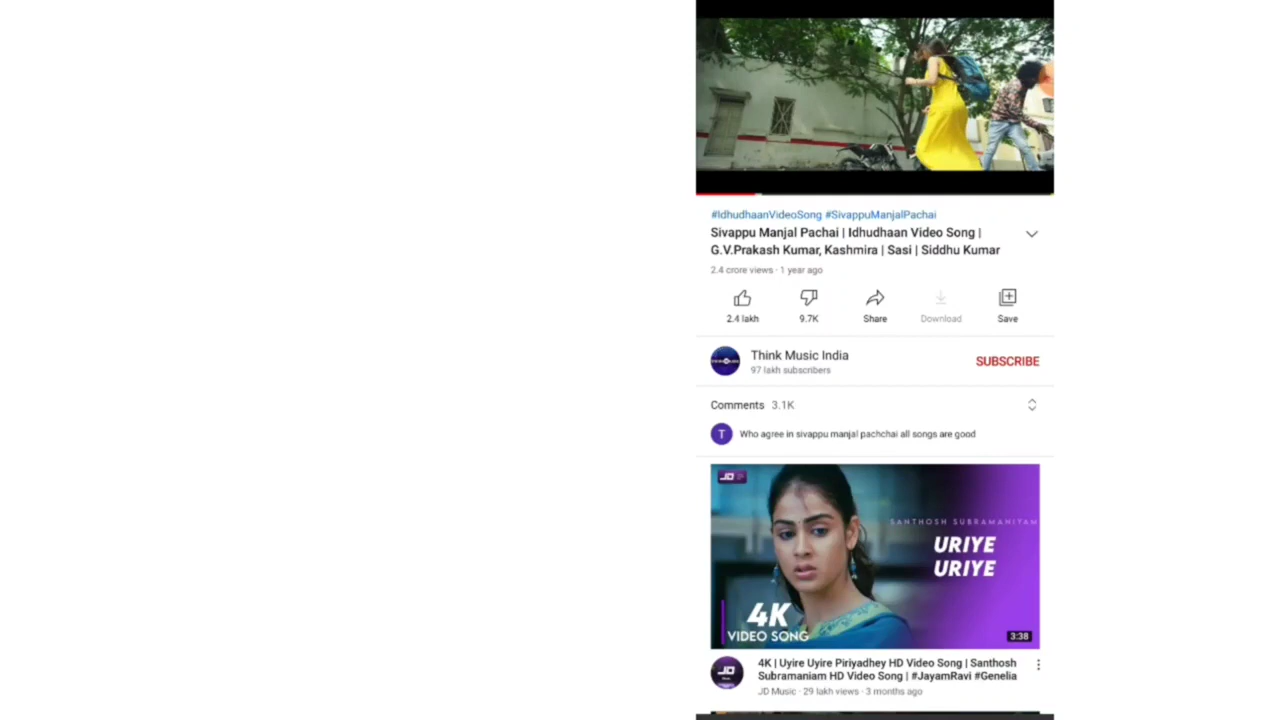 #IdhudhaanVideoSong #SivappuManjalPachai
Sivappu Manjal Pachai | Idhudhaan Video Song |
G.V.Prakash Kumar, Kashmira | Sasi | Siddhu Kumar
2.4 crore views · 1 year ago
2.4 lakh
9.7K
Share
Download
Save
Think Music India
97 lakh subscribers
SUBSCRIBE
Comments 3.1K
T
Who agree in sivappu manjal pachchai all songs are good
JD
SANTHOSH SUBRAMANIYAM
URIYE
URIYE
4K
VIDEO SONG
3:38
JD
4K | Uyire Uyire Piriyadhey HD Video Song | Santhosh
Subramaniam HD Video Song | #JayamRavi #Genelia
JD Music · 29 lakh views · 3 months ago